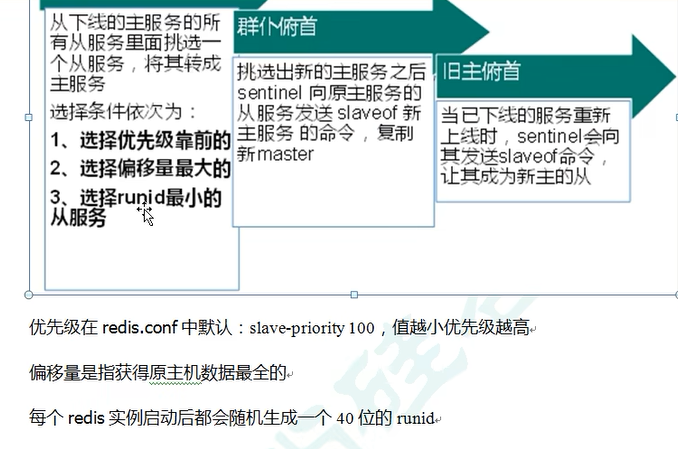 从下线的主服务的所
有从服务里面挑选一
个从服务，将其转成
主服务
选择条件依次为：
1、选择优先级靠前的
2、选择偏移量最大的
3、选择runid最小的
从服务
群仆俯首
挑选出新的主服务之后
sentinel 向原主服务的
从服务发送 slaveof 新
主服务 的命令，复制
新master
旧主俯首
当已下线的服务重新
上线时，sentinel会向
其发送slaveof命令，
让其成为新主的从
优先级在 redis.conf 中默认：slave-priority 100，值越小优先级越高
偏移量是指获得原主机数据最全的
每个 redis 实例启动后都会随机生成一个 40 位的 runid